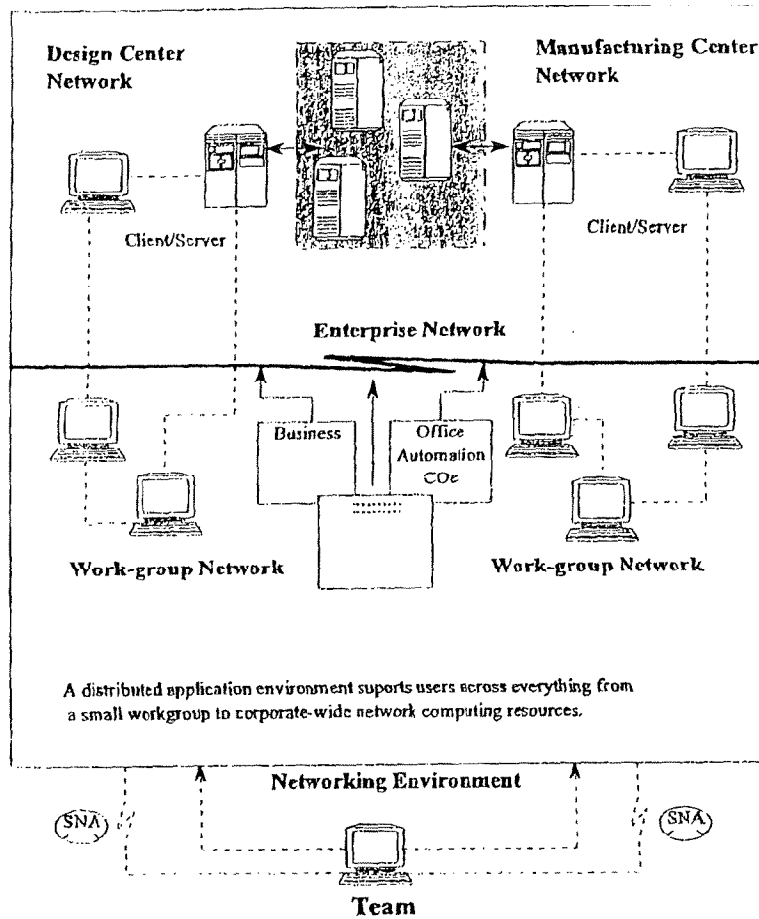 Design Center
Network
Manufacturing Center
Network
Client/Server
Client/Server
Enterprise Network
Business
Office
Automation
COE
Work-group Network
Work-group Network
A distributed application environment suports users across everything from
a small workgroup to corporate-wide network computing resources.
Networking Environment
SNA
SNA
Team